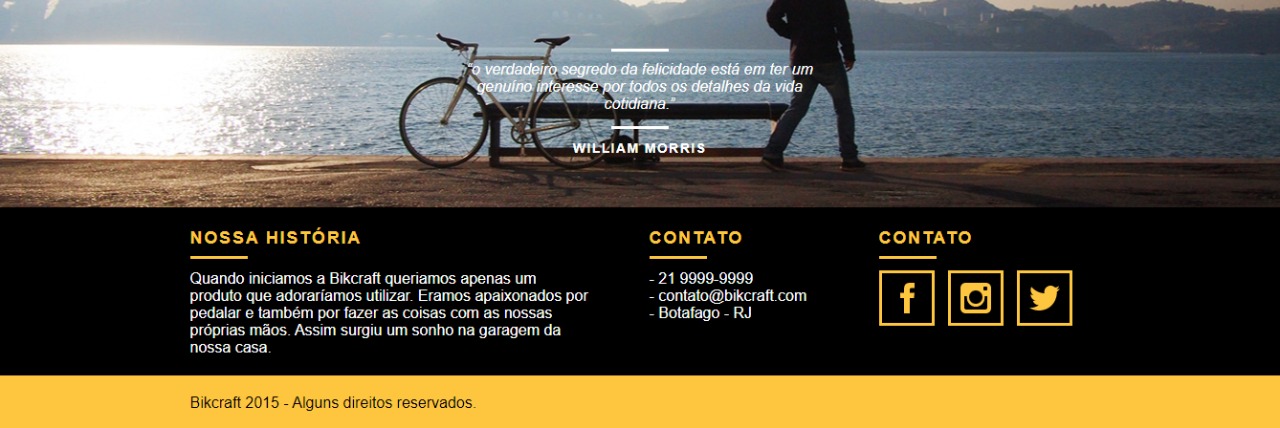 “o verdadeiro segredo da felicidade está em ter um
genuíno interesse por todos os detalhes da vida
cotidiana.”
WILLIAM MORRIS
NOSSA HISTÓRIA
Quando iniciamos a Bikcraft queriamos apenas um
produto que adoraríamos utilizar. Eramos apaixonados por
pedalar e também por fazer as coisas com as nossas
próprias mãos. Assim surgiu um sonho na garagem da
nossa casa.
CONTATO
- 21 9999-9999
- contato@bikcraft.com
- Botafago - RJ
CONTATO
Bikcraft 2015 - Alguns direitos reservados.